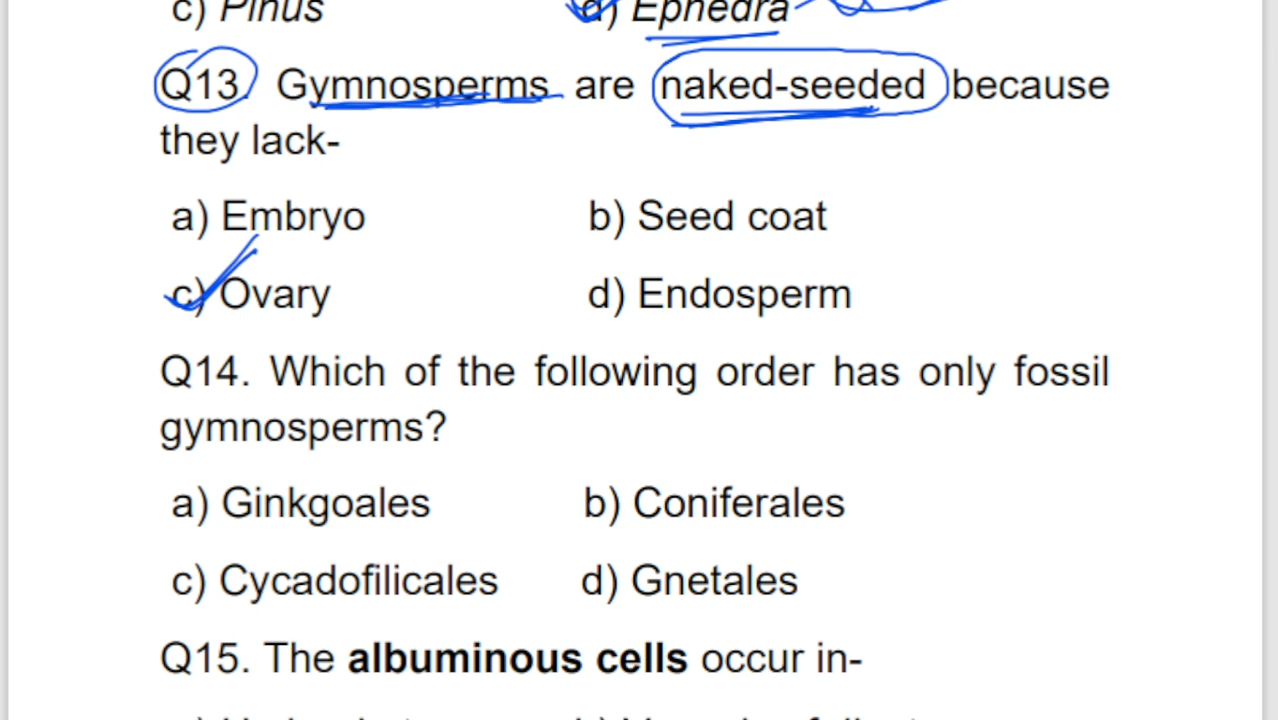 c) Pinus d) Ephedra
Q13. Gymnosperms are naked-seeded because
they lack-
a) Embryo b) Seed coat
c) Ovary d) Endosperm
Q14. Which of the following order has only fossil
gymnosperms?
a) Ginkgoales b) Coniferales
c) Cycadofilicales d) Gnetales
Q15. The albuminous cells occur in-